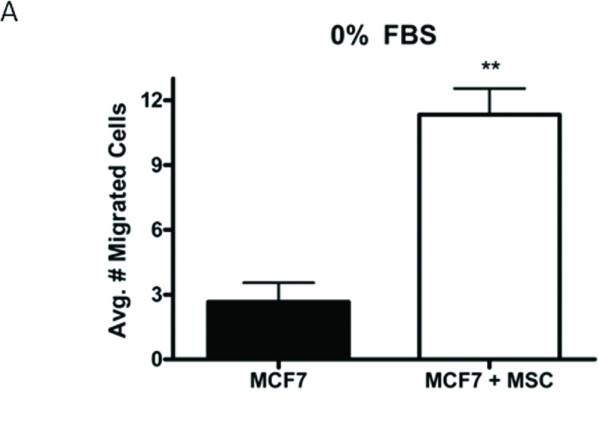 A
0% FBS
**
Avg. # Migrated Cells
12
9
6
3
0
MCF7
MCF7 + MSC